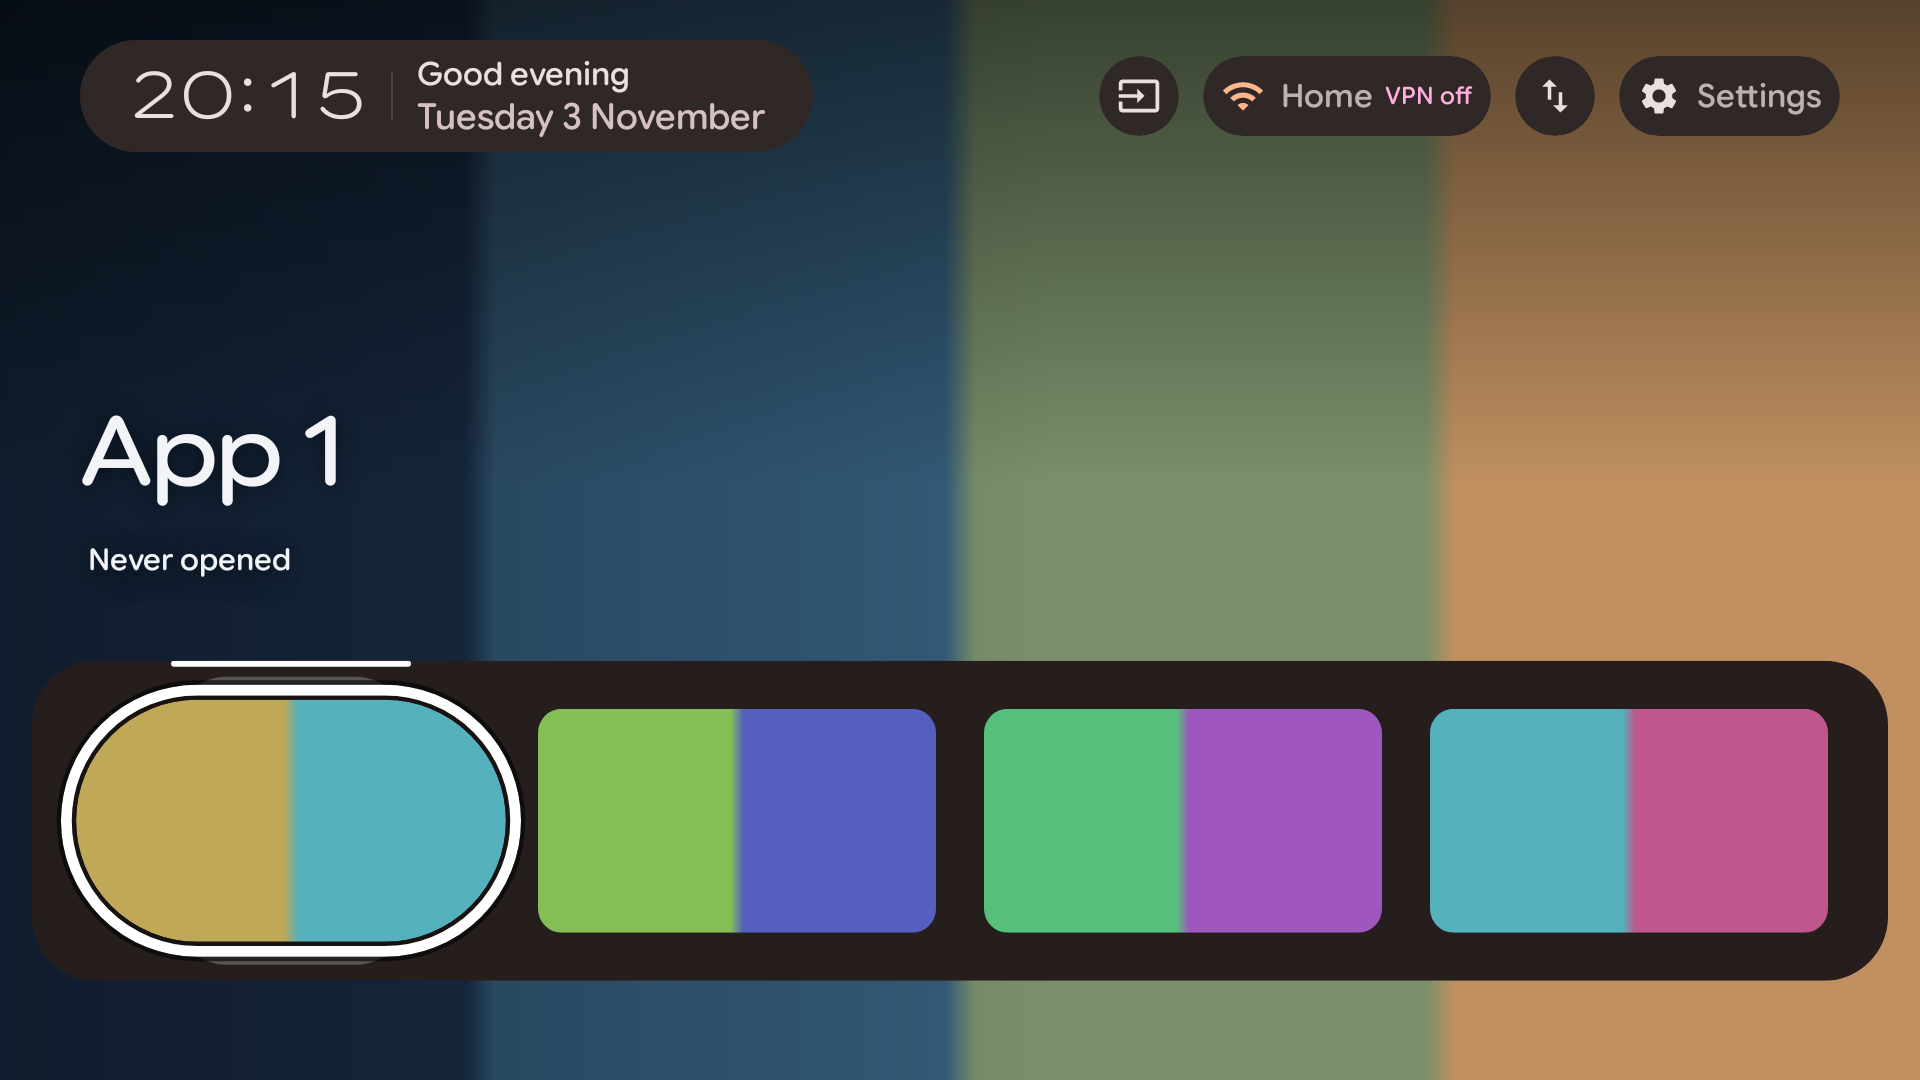 20:15
Good evening
Tuesday 3 November
Home VPN off
Settings
App 1
Never opened